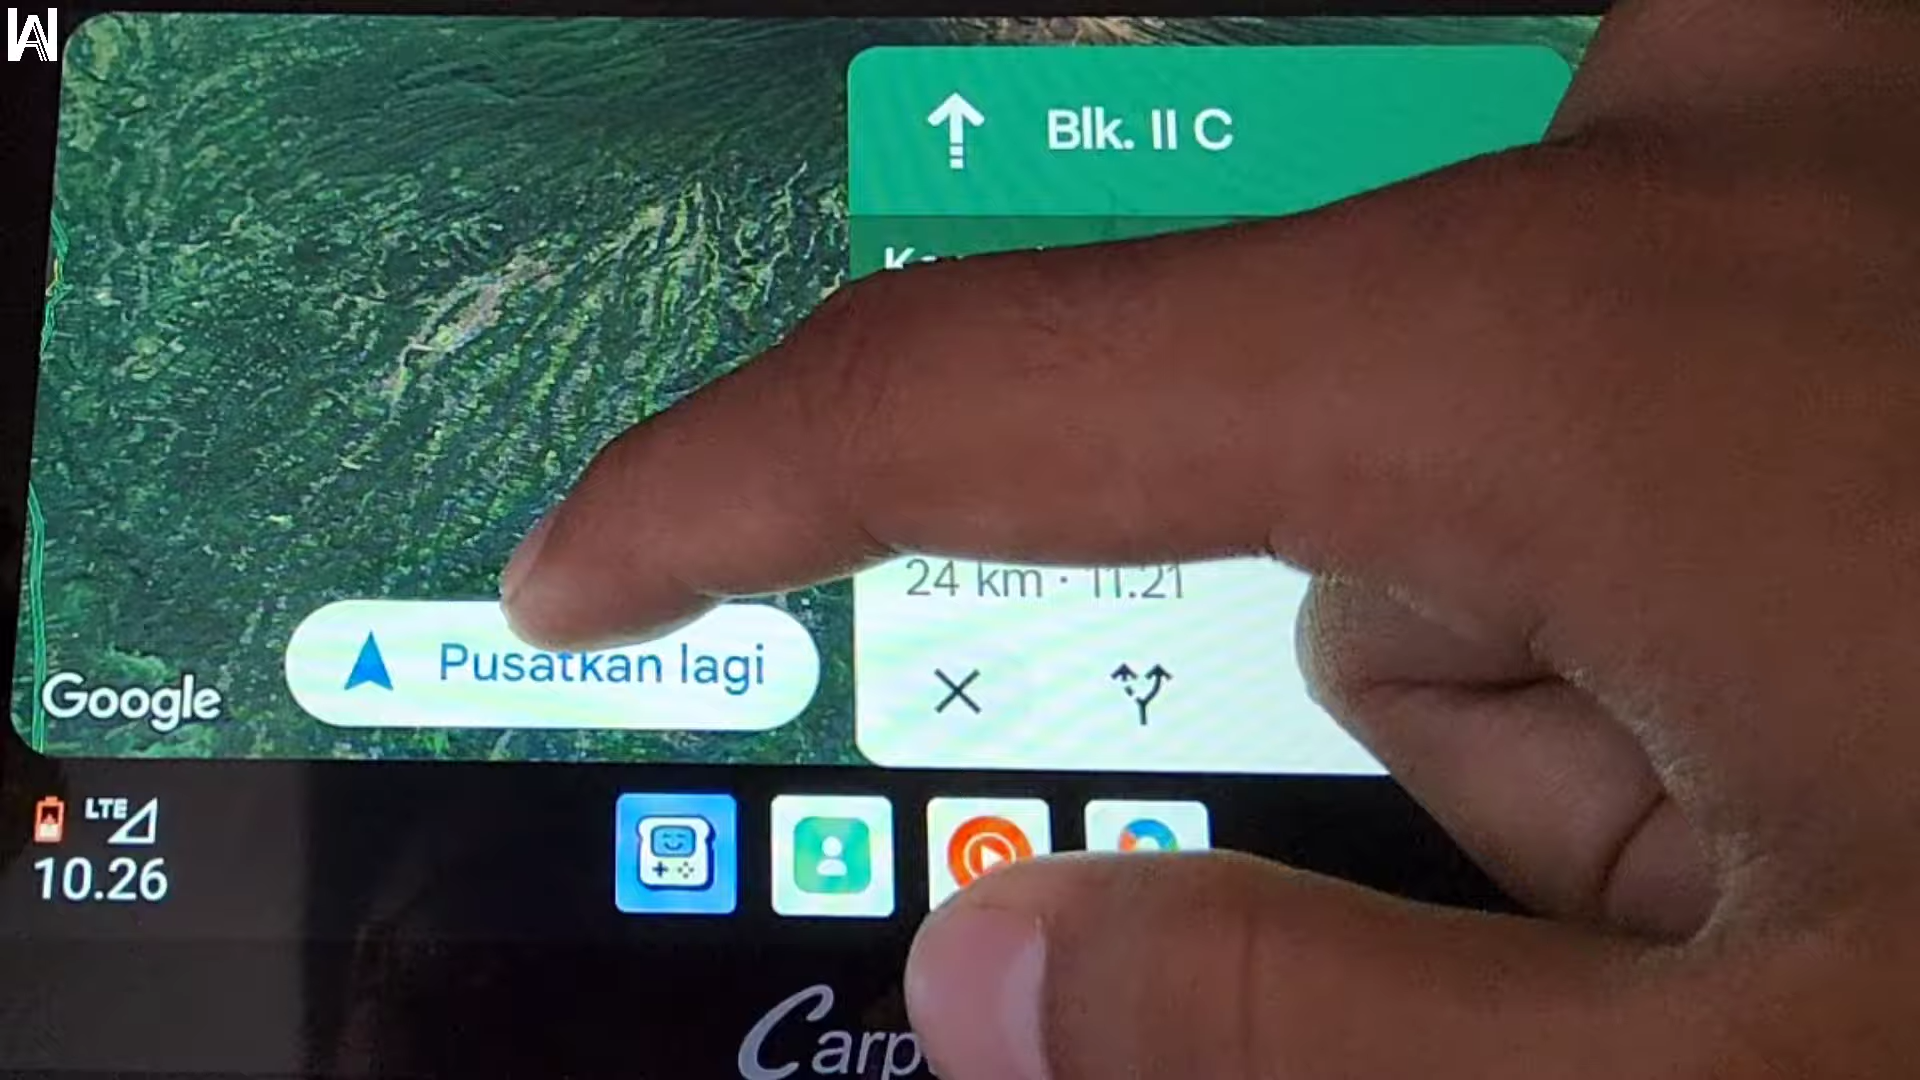 Blk. II C
24 km · 11.21
Pusatkan lagi
Google
LTE
10.26